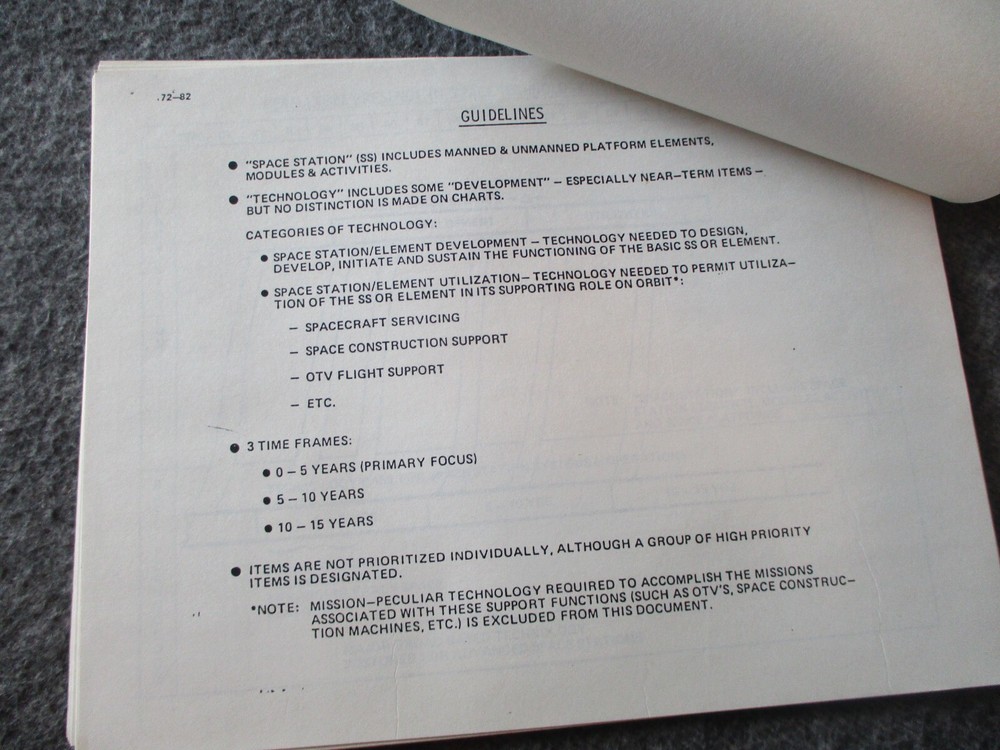 72-82
GUIDELINES
● "SPACE STATION" (SS) INCLUDES MANNED & UNMANNED PLATFORM ELEMENTS,
MODULES & ACTIVITIES.
● "TECHNOLOGY" INCLUDES SOME "DEVELOPMENT" – ESPECIALLY NEAR–TERM ITEMS –
BUT NO DISTINCTION IS MADE ON CHARTS.
CATEGORIES OF TECHNOLOGY:
● SPACE STATION/ELEMENT DEVELOPMENT – TECHNOLOGY NEEDED TO DESIGN,
DEVELOP, INITIATE AND SUSTAIN THE FUNCTIONING OF THE BASIC SS OR ELEMENT.
● SPACE STATION/ELEMENT UTILIZATION– TECHNOLOGY NEEDED TO PERMIT UTILIZA–
TION OF THE SS OR ELEMENT IN ITS SUPPORTING ROLE ON ORBIT*:
– SPACECRAFT SERVICING
– SPACE CONSTRUCTION SUPPORT
– OTV FLIGHT SUPPORT
– ETC.
● 3 TIME FRAMES:
● 0 – 5 YEARS (PRIMARY FOCUS)
● 5 – 10 YEARS
● 10 – 15 YEARS
● ITEMS ARE NOT PRIORITIZED INDIVIDUALLY, ALTHOUGH A GROUP OF HIGH PRIORITY
ITEMS IS DESIGNATED.
*NOTE: MISSION–PECULIAR TECHNOLOGY REQUIRED TO ACCOMPLISH THE MISSIONS
ASSOCIATED WITH THESE SUPPORT FUNCTIONS (SUCH AS OTV'S, SPACE CONSTRUC–
TION MACHINES, ETC.) IS EXCLUDED FROM THIS DOCUMENT.